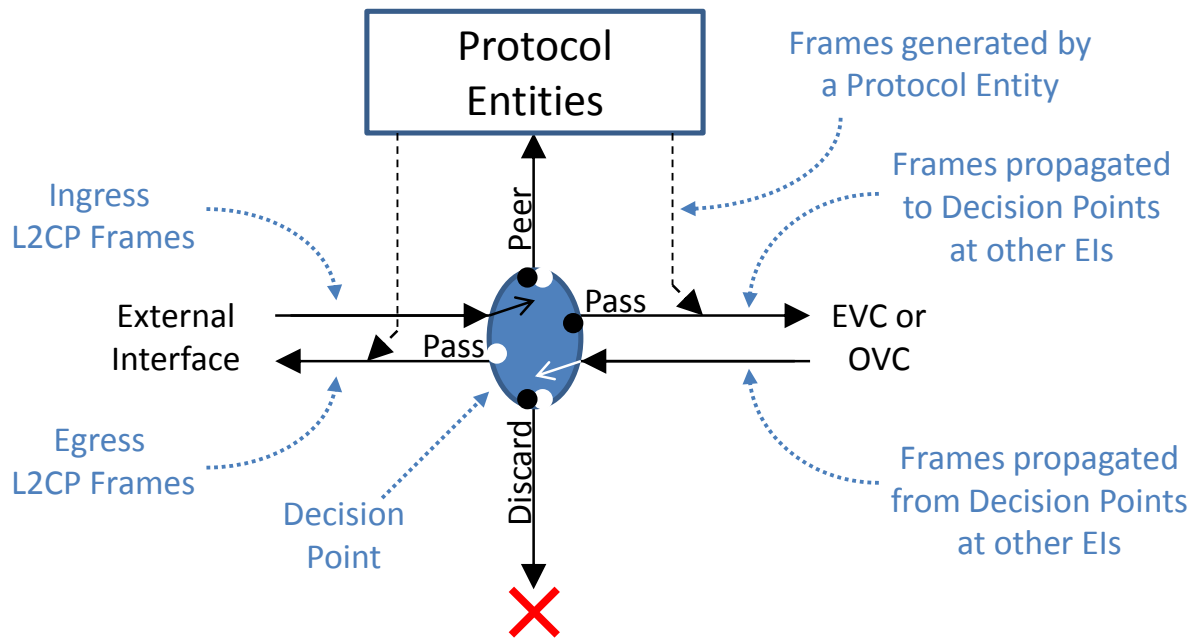 Protocol
Entities
Frames generated by
a Protocol Entity
Ingress
L2CP Frames
Peer
Frames propagated
to Decision Points
at other EIs
External
Interface
Pass
Pass
EVC or
OVC
Egress
L2CP Frames
Decision
Point
Discard
Frames propagated
from Decision Points
at other EIs